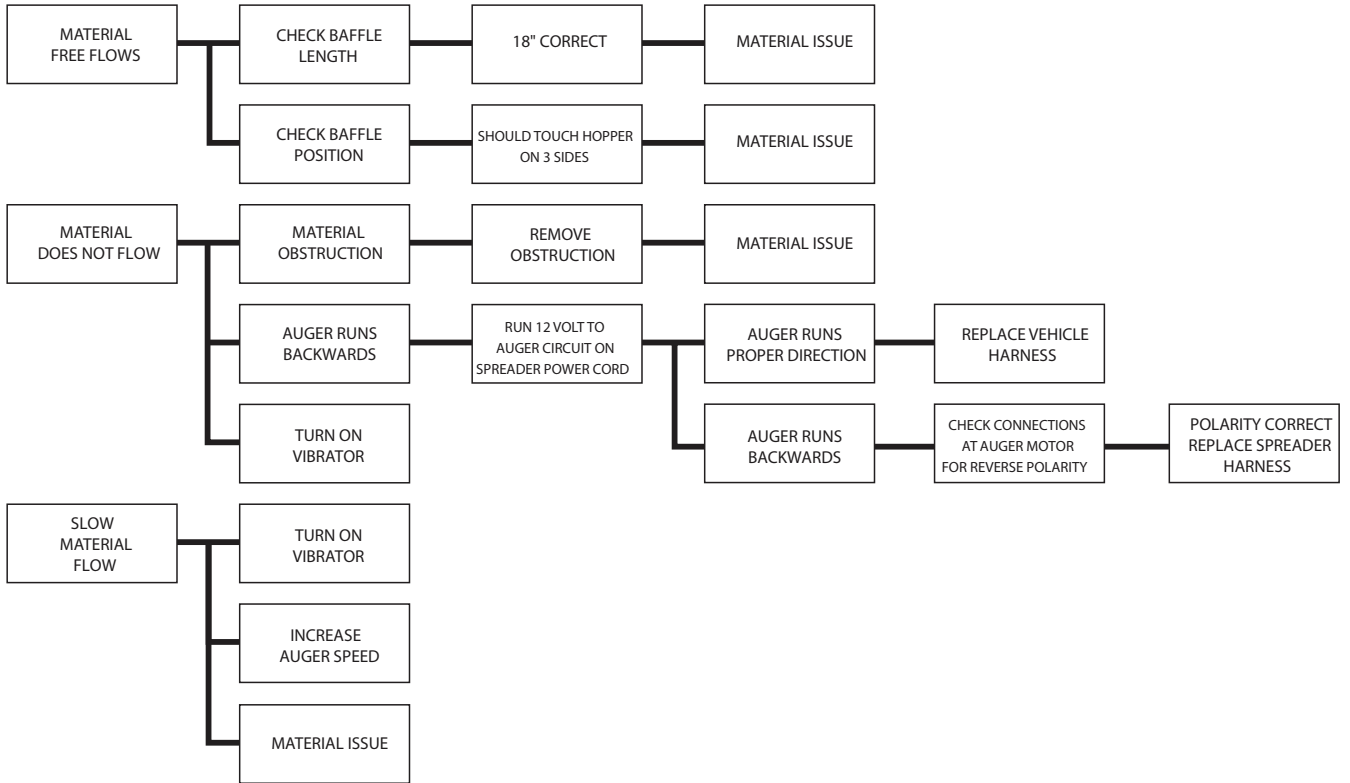 MATERIAL
FREE FLOWS
CHECK BAFFLE
LENGTH
18" CORRECT
MATERIAL ISSUE
CHECK BAFFLE
POSITION
SHOULD TOUCH HOPPER
ON 3 SIDES
MATERIAL ISSUE
MATERIAL
DOES NOT FLOW
MATERIAL
OBSTRUCTION
REMOVE
OBSTRUCTION
MATERIAL ISSUE
AUGER RUNS
BACKWARDS
RUN 12 VOLT TO
AUGER CIRCUIT ON
SPREADER POWER CORD
AUGER RUNS
PROPER DIRECTION
REPLACE VEHICLE
HARNESS
TURN ON
VIBRATOR
AUGER RUNS
BACKWARDS
CHECK CONNECTIONS
AT AUGER MOTOR
FOR REVERSE POLARITY
POLARITY CORRECT
REPLACE SPREADER
HARNESS
SLOW
MATERIAL
FLOW
TURN ON
VIBRATOR
INCREASE
AUGER SPEED
MATERIAL ISSUE